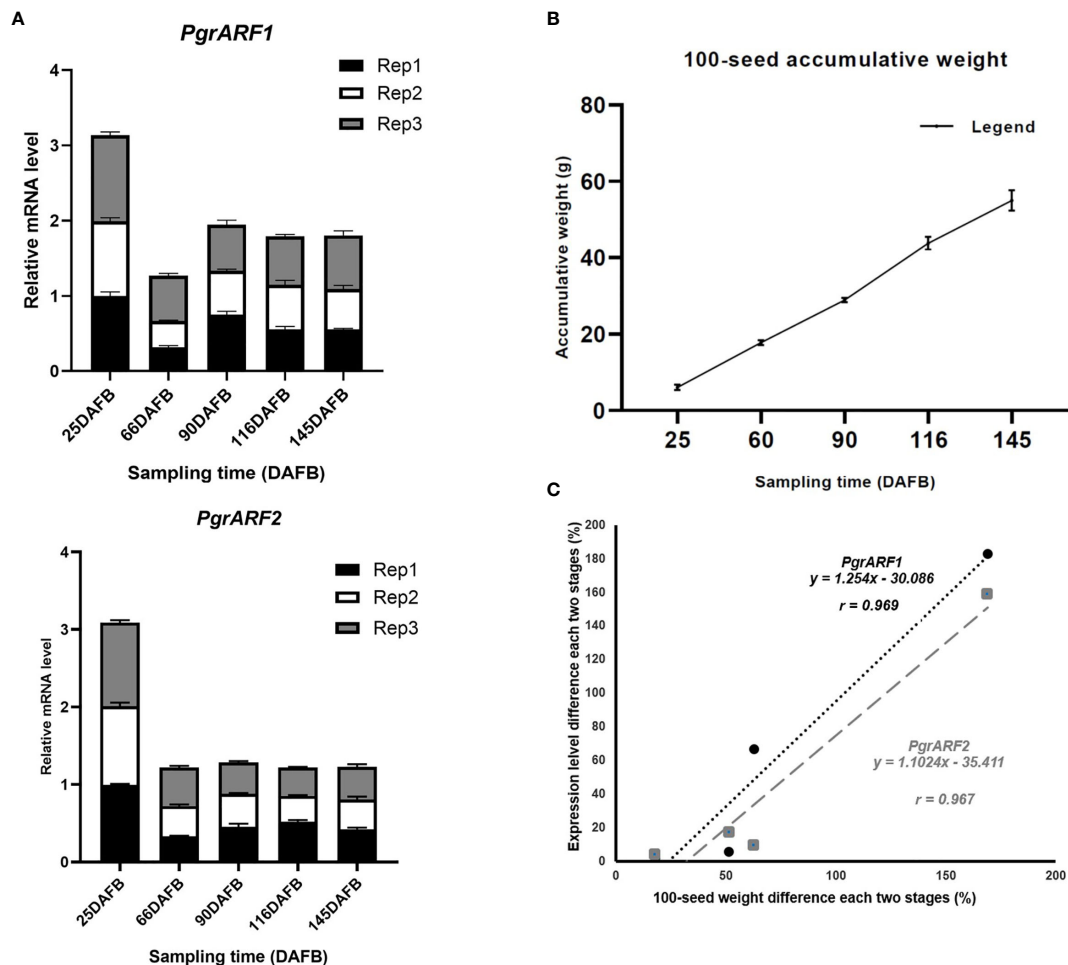 A
PgrARF1
Relative mRNA level
4
3
2
1
0
Rep1
Rep2
Rep3
25DAFB
66DAFB
90DAFB
116DAFB
145DAFB
Sampling time (DAFB)
PgrARF2
Relative mRNA level
4
3
2
1
0
Rep1
Rep2
Rep3
25DAFB
66DAFB
90DAFB
116DAFB
145DAFB
Sampling time (DAFB)
B
100-seed accumulative weight
Accumulative weight (g)
80
60
40
20
0
Legend
25 60 90 116 145
Sampling time (DAFB)
C
Expression level difference each two stages (%)
200
180
160
140
120
100
80
60
40
20
0
PgrARF1
y = 1.254x - 30.086
r = 0.969
PgrARF2
y = 1.1024x - 35.411
r = 0.967
0 50 100 150 200
100-seed weight difference each two stages (%)